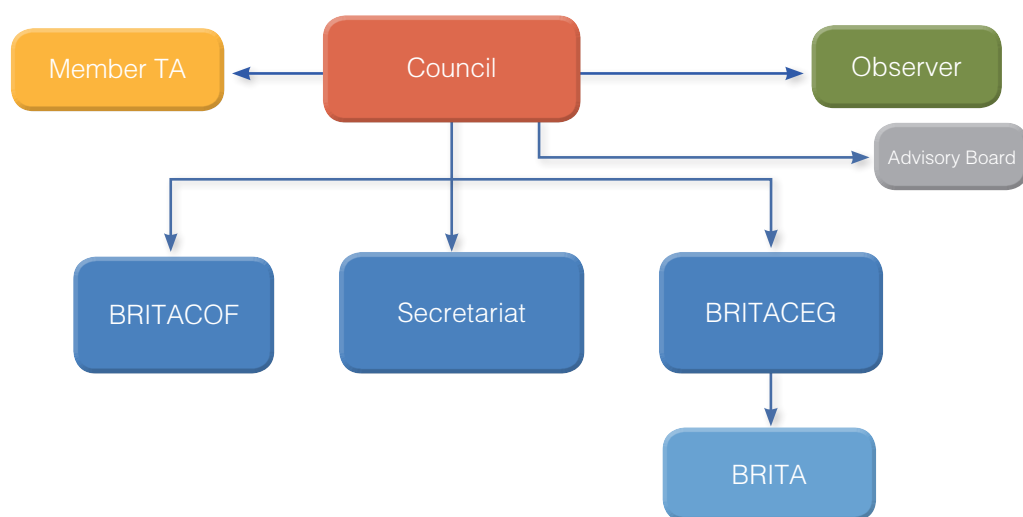 Member TA
Council
Observer
Advisory Board
BRITACOF
Secretariat
BRITACEG
BRITA